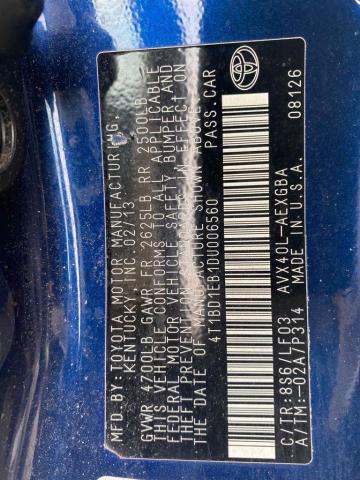 MFD. BY: TOYOTA MOTOR MANUFACTURING,
KENTUCKY, INC. 02/13
GVWR 4700LB GAWR FR 2625LB RR 2500LB
THIS VEHICLE CONFORMS TO ALL APPLICABLE
FEDERAL MOTOR VEHICLE SAFETY, BUMPER, AND
THEFT PREVENTION STANDARDS IN EFFECT ON
THE DATE OF MANUFACTURE SHOWN ABOVE.
4T1BD1EB1DU006560 PASS. CAR
C/TR: 8S6/LF03 AVX40L-AEXGBA
A/TM: -02A/P314 MADE IN U.S.A. 08126